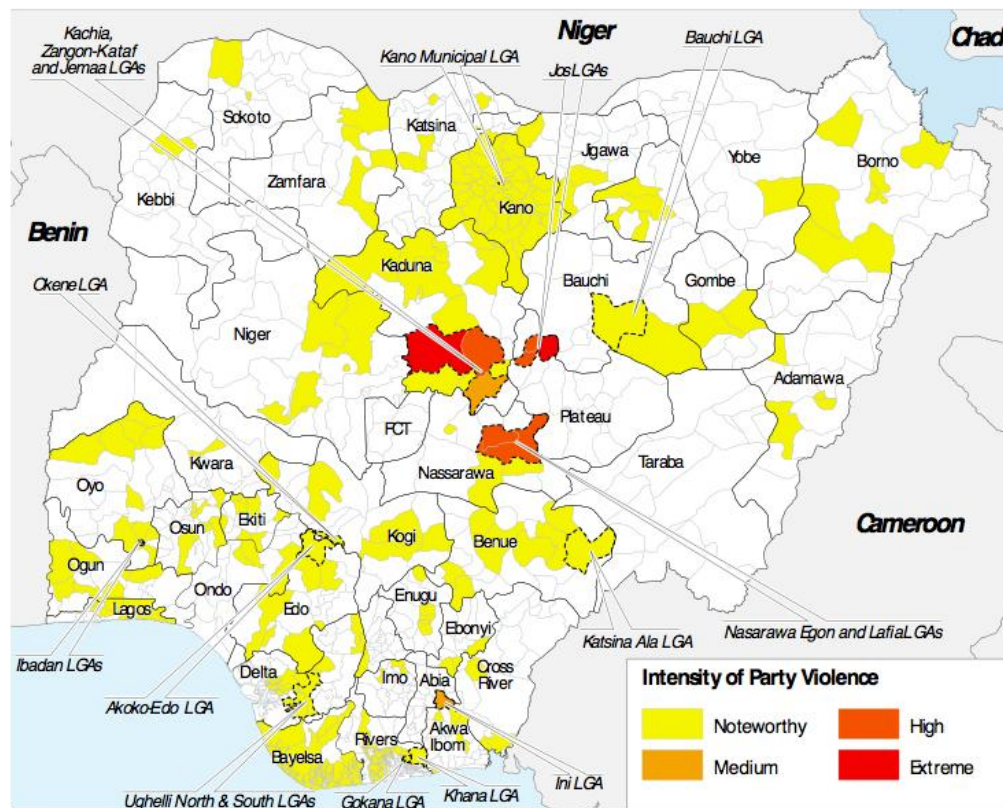 Kachia,
Zangon-Kataf
and Jemaa LGAs
Kano Municipal LGA
Niger
Jos LGAs
Bauchi LGA
Chad
Sokoto
Katsina
Jigawa
Yobe
Borno
Zamfara
Kebbi
Kano
Benin
Kaduna
Okene LGA
Bauchi
Gombe
Niger
Adamawa
Plateau
FCT
Taraba
Kwara
Nassarawa
Oyo
Osun
Ekiti
Kogi
Benue
Cameroon
Ogun
Ondo
Enugu
Lagos
Edo
Ebonyi
Katsina Ala LGA
Nasarawa Egon and Lafia LGAs
Ibadan LGAs
Delta
Imo
Abia
Cross
River
Akoko-Edo LGA
Akwa
Ibom
Rivers
Bayelsa
Ini LGA
Ughelli North & South LGAs
Gokana LGA
Khana LGA
Intensity of Party Violence
Noteworthy
High
Medium
Extreme